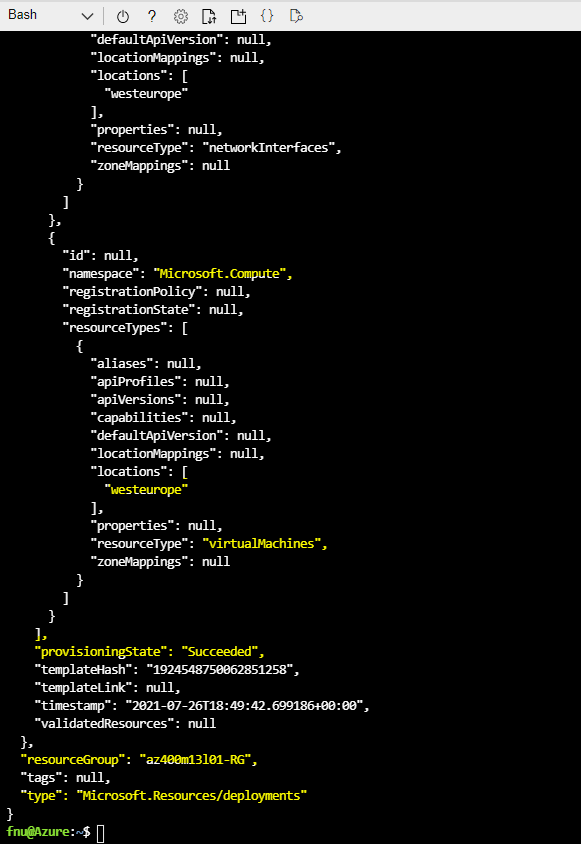 Bash
"defaultApiVersion": null,
"locationMappings": null,
"locations": [
"westeurope"
],
"properties": null,
"resourceType": "networkInterfaces",
"zoneMappings": null
}
]
},
{
"id": null,
"namespace": "Microsoft.Compute",
"registrationPolicy": null,
"registrationState": null,
"resourceTypes": [
{
"aliases": null,
"apiProfiles": null,
"apiVersions": null,
"capabilities": null,
"defaultApiVersion": null,
"locationMappings": null,
"locations": [
"westeurope"
],
"properties": null,
"resourceType": "virtualMachines",
"zoneMappings": null
}
]
}
],
"provisioningState": "Succeeded",
"templateHash": "1924548750062851258",
"templateLink": null,
"timestamp": "2021-07-26T18:49:42.699186+00:00",
"validatedResources": null
},
"resourceGroup": "az400m13l01-RG",
"tags": null,
"type": "Microsoft.Resources/deployments"
}
fnu@Azure:~$